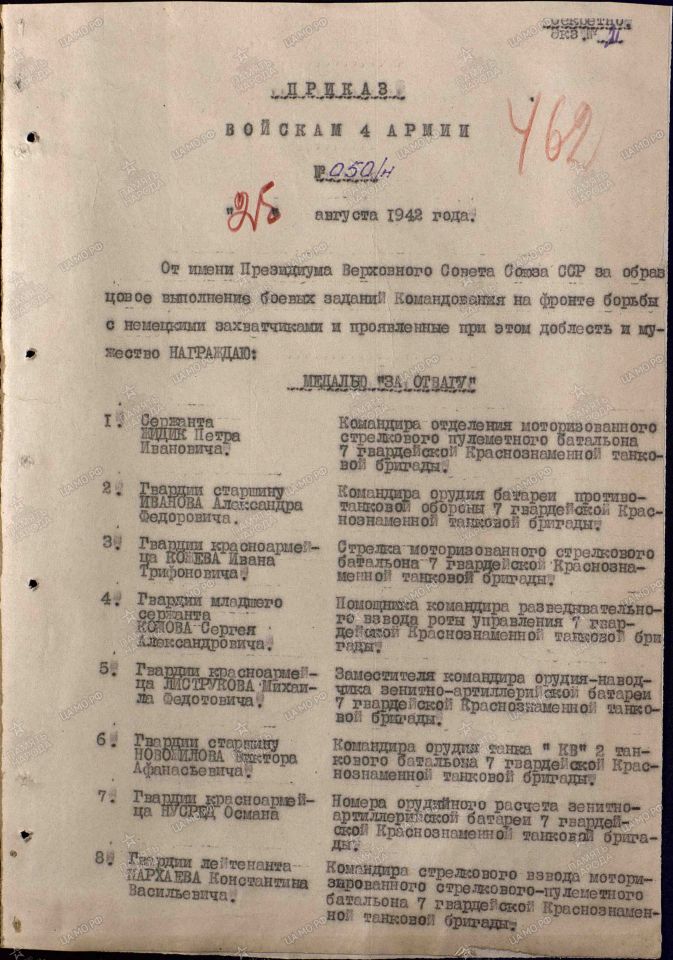 Секретно.
Экз. №
462
ПРИКАЗ
ВОЙСКАМ 4 АРМИИ
№ 050/н
"25" августа 1942 года.
От имени Президиума Верховного Совета Союза ССР за образ
цовое выполнение боевых заданий Командования на фронте борьбы
с немецкими захватчиками и проявленные при этом доблесть и му-
жество НАГРАЖДАЮ:
МЕДАЛЬЮ "ЗА ОТВАГУ"
I. Сержанта
ЖИДИК Петра
Ивановича.
Командира отделения моторизованного
стрелкового пулеметного батальона
7 гвардейской Краснознаменной танко-
вой бригады.
2. Гвардии старшину
ИВАНОВА Александра
Федоровича.
Командира орудия батареи противо-
танковой обороны 7 гвардейской Крас-
нознаменной танковой бригады.
3. Гвардии красноармей-
ца КОЖЕВА Ивана
Трифоновича.
Стрелка моторизованного стрелкового
батальона 7 гвардейской Краснозна-
менной танковой бригады.
4. Гвардии младшего
сержанта
Сергея
Александровича.
Помощника командира разведывательно-
го взвода роты управления 7 гвар-
дейской Краснознаменной танковой бри
гады.
5. Гвардии красноармей-
ца ЛИСТРУКОВА Михаи-
ла Федотовича.
Заместителя командира орудия-навод-
чика зенитно-артиллерийской батареи
7 гвардейской Краснознаменной танко-
вой бригады.
6. Гвардии старшину
НОВОЖИЛОВА Виктора
Афанасьевича.
Командира орудия танка "КВ" 2 тан-
кового батальона 7 гвардейской Крас-
нознаменной танковой бригады.
7. Гвардии красноармей-
ца НУСРЕД Османа
Номера орудийного расчета зенитно-
артиллерийской батареи 7 гвардей-
ской Краснознаменной танковой брига-
ды.
8. Гвардии лейтенанта
ПАРХАЕВА Константина
Васильевича.
Командира стрелкового взвода мотори-
зированного стрелково-пулеметного
батальона 7 гвардейской Краснознамен-
ной танковой бригады.